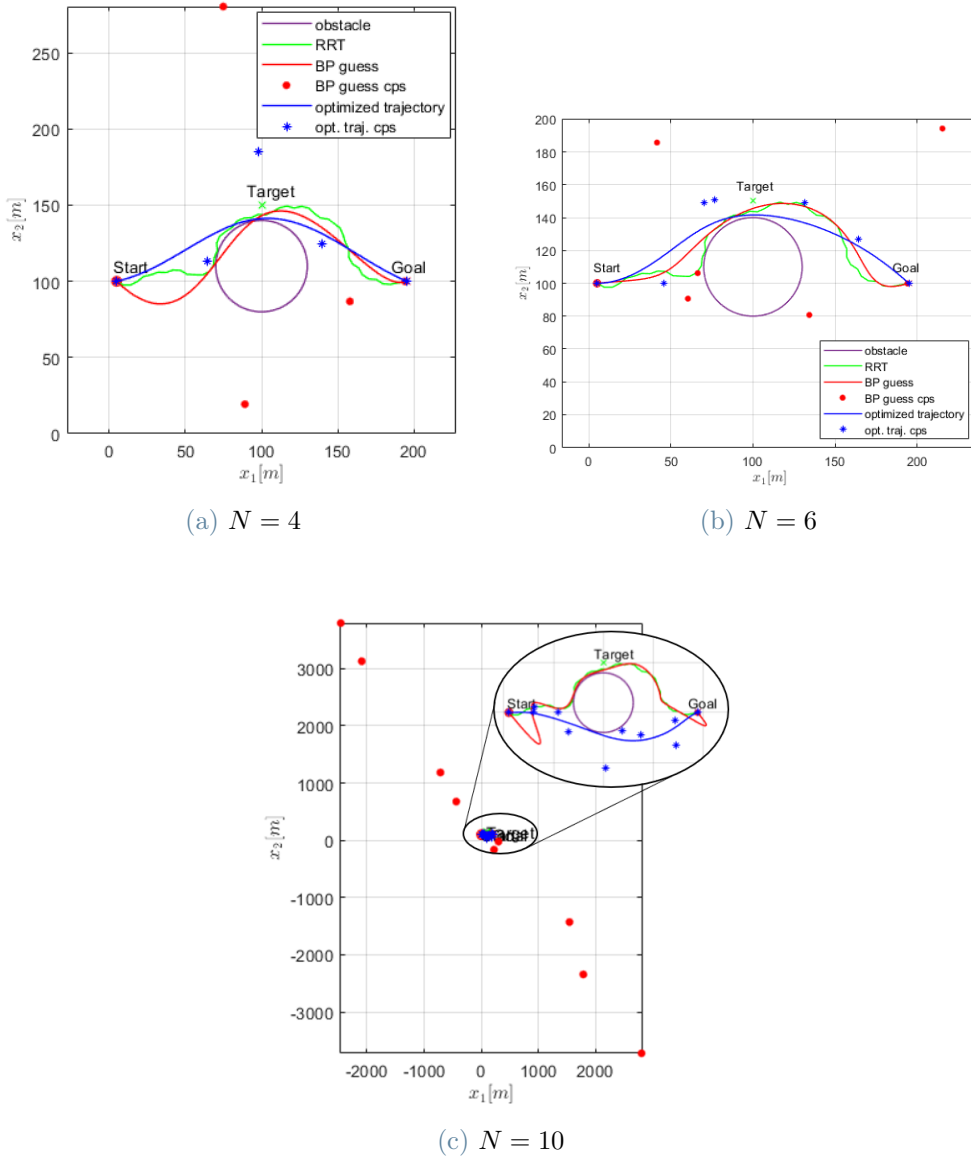 obstacle
RRT
BP guess
BP guess cps
optimized trajectory
opt. traj. cps
250
200
150
100
50
0
x₂[m]
Target
Start
Goal
0 50 100 150 200
x₁[m]
(a) N = 4
200
180
160
140
120
100
80
60
40
20
0
x₂[m]
Target
Start
Goal
obstacle
RRT
BP guess
BP guess cps
optimized trajectory
opt. traj. cps
0 50 100 150 200
x₁[m]
(b) N = 6
3000
2000
1000
0
-1000
-2000
-3000
x₂[m]
Target
Start
Goal
Target
-2000 -1000 0 1000 2000
x₁[m]
(c) N = 10